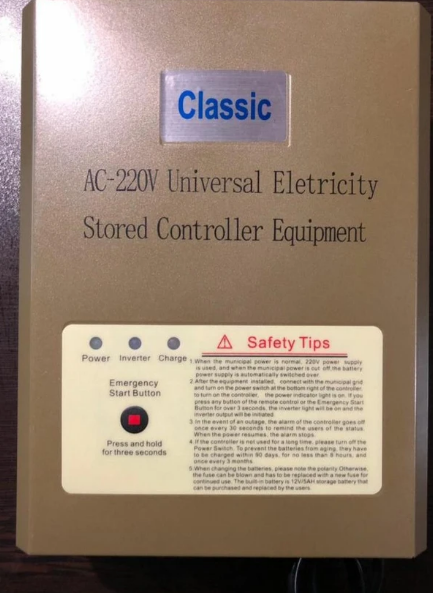 Classic
AC-220V Universal Eletricity
Stored Controller Equipment
Power Inverter Charge
Emergency
Start Button
Press and hold
for three seconds
Safety Tips
1.When the municipal power is normal, 220V power supply
is used, and when the municipal power is cut off, the battery
power supply is automatically switched over.
2.After the equipment installed, connect with the municipal grid
and turn on the power switch at the bottom right of the controller,
to turn on the controller, the power indicator light is on. If you
press any button of the remote control or the Emergency Start
Button for over 3 seconds, the inverter light will be on and the
inverter output will be initiated.
3.In the event of an outage, the alarm of the controller goes off
once every 30 seconds to remind the users of the status.
When the power resumes, the alarm stops.
4.If the controller is not used for a long time, please turn off the
Power Switch. To prevent the batteries from aging, they have
to be charged within 90 days, for no less than 8 hours, and
once every 3 months.
5.When changing the batteries, please note the polarity. Otherwise,
the fuse can be blown and has to be replaced with a new fuse for
continued use. The built-in battery is 12V/5AH storage battery that
can be purchased and replaced by the users.